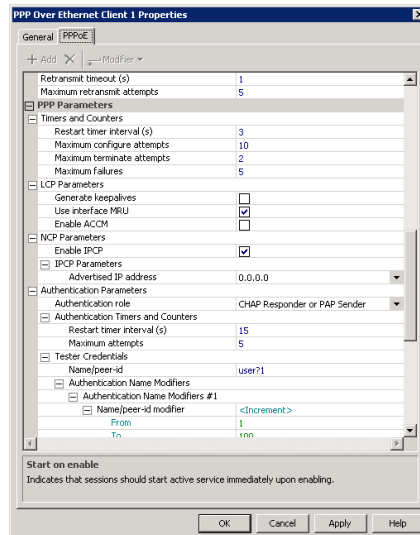 PPP Over Ethernet Client 1 Properties
General PPPoE
Add Modifier
Retransmit timeout (s) 1
Maximum retransmit attempts 5
PPP Parameters
Timers and Counters
Restart timer interval (s) 3
Maximum configure attempts 10
Maximum terminate attempts 2
Maximum failures 5
LCP Parameters
Generate keepalives
Use interface MRU
Enable ACCM
NCP Parameters
Enable IPCP
IPCP Parameters
Advertised IP address 0.0.0.0
Authentication Parameters
Authentication role CHAP Responder or PAP Sender
Authentication Timers and Counters
Restart timer interval (s) 15
Maximum attempts 5
Tester Credentials
Name/peer-id user?1
Authentication Name Modifiers
Authentication Name Modifiers #1
Name/peer-id modifier <Increment>
From 1
To 100
Start on enable
Indicates that sessions should start active service immediately upon enabling.
OK Cancel Apply Help